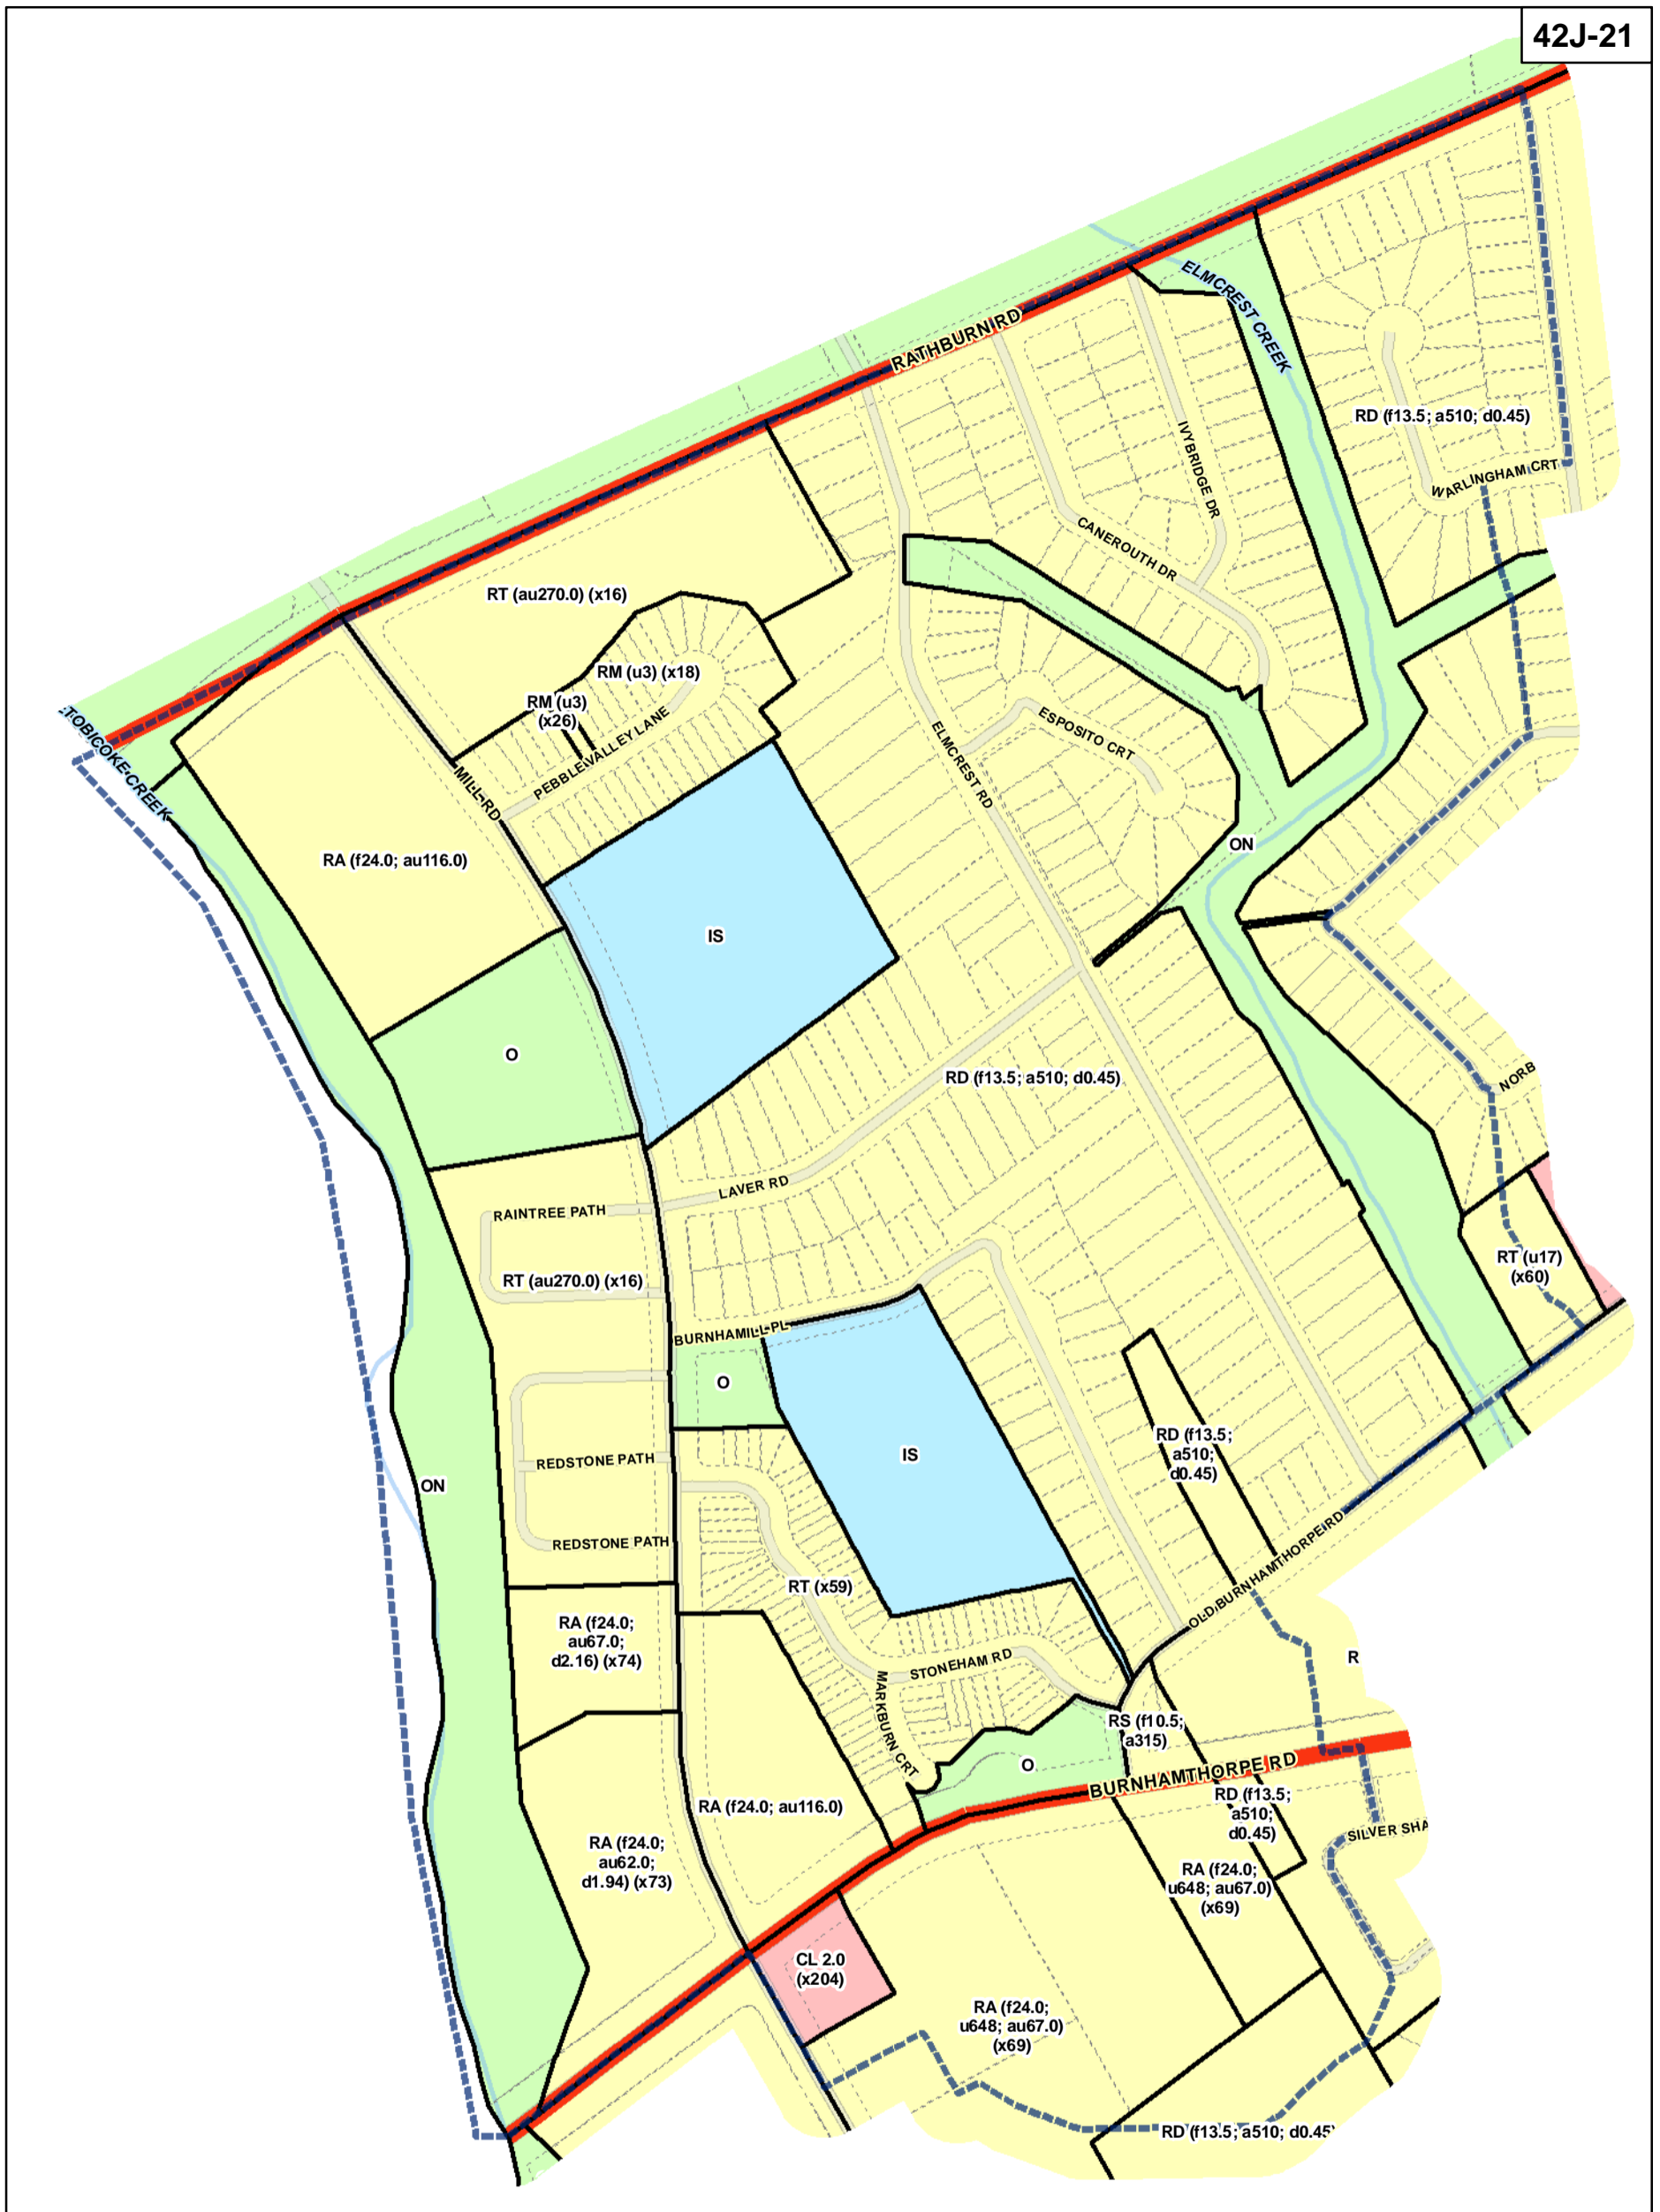 42J-21
RATHBURN RD
ELMCREST CREEK
RD (f13.5; a510; d0.45)
WARLINGHAM CRT
IVYBRIDGE DR
CANEROUTH DR
RT (au270.0) (x16)
RM (u3) (x18)
RM (u3)
(x26)
PEBBLE VALLEY LANE
MILL RD
ESPOSITO CRT
ELMCREST RD
TOBICOKE CREEK
RA (f24.0; au116.0)
ON
IS
O
RD (f13.5; a510; d0.45)
NORB
LAVER RD
RAINTREE PATH
RT (au270.0) (x16)
RT (u17)
(x60)
BURNHAMILL PL
O
RD (f13.5;
a510;
d0.45)
IS
REDSTONE PATH
ON
REDSTONE PATH
OLD BURNHAMTHORPE RD
RT (x59)
RA (f24.0;
au67.0;
d2.16) (x74)
STONEHAM RD
MARKBURN CRT
R
RS (f10.5;
a315)
O
BURNHAMTHORPE RD
RD (f13.5;
a510;
d0.45)
RA (f24.0; au116.0)
SILVER SHA
RA (f24.0;
au62.0;
d1.94) (x73)
RA (f24.0;
u648; au67.0)
(x69)
CL 2.0
(x204)
RA (f24.0;
u648; au67.0)
(x69)
RD (f13.5; a510; d0.45)